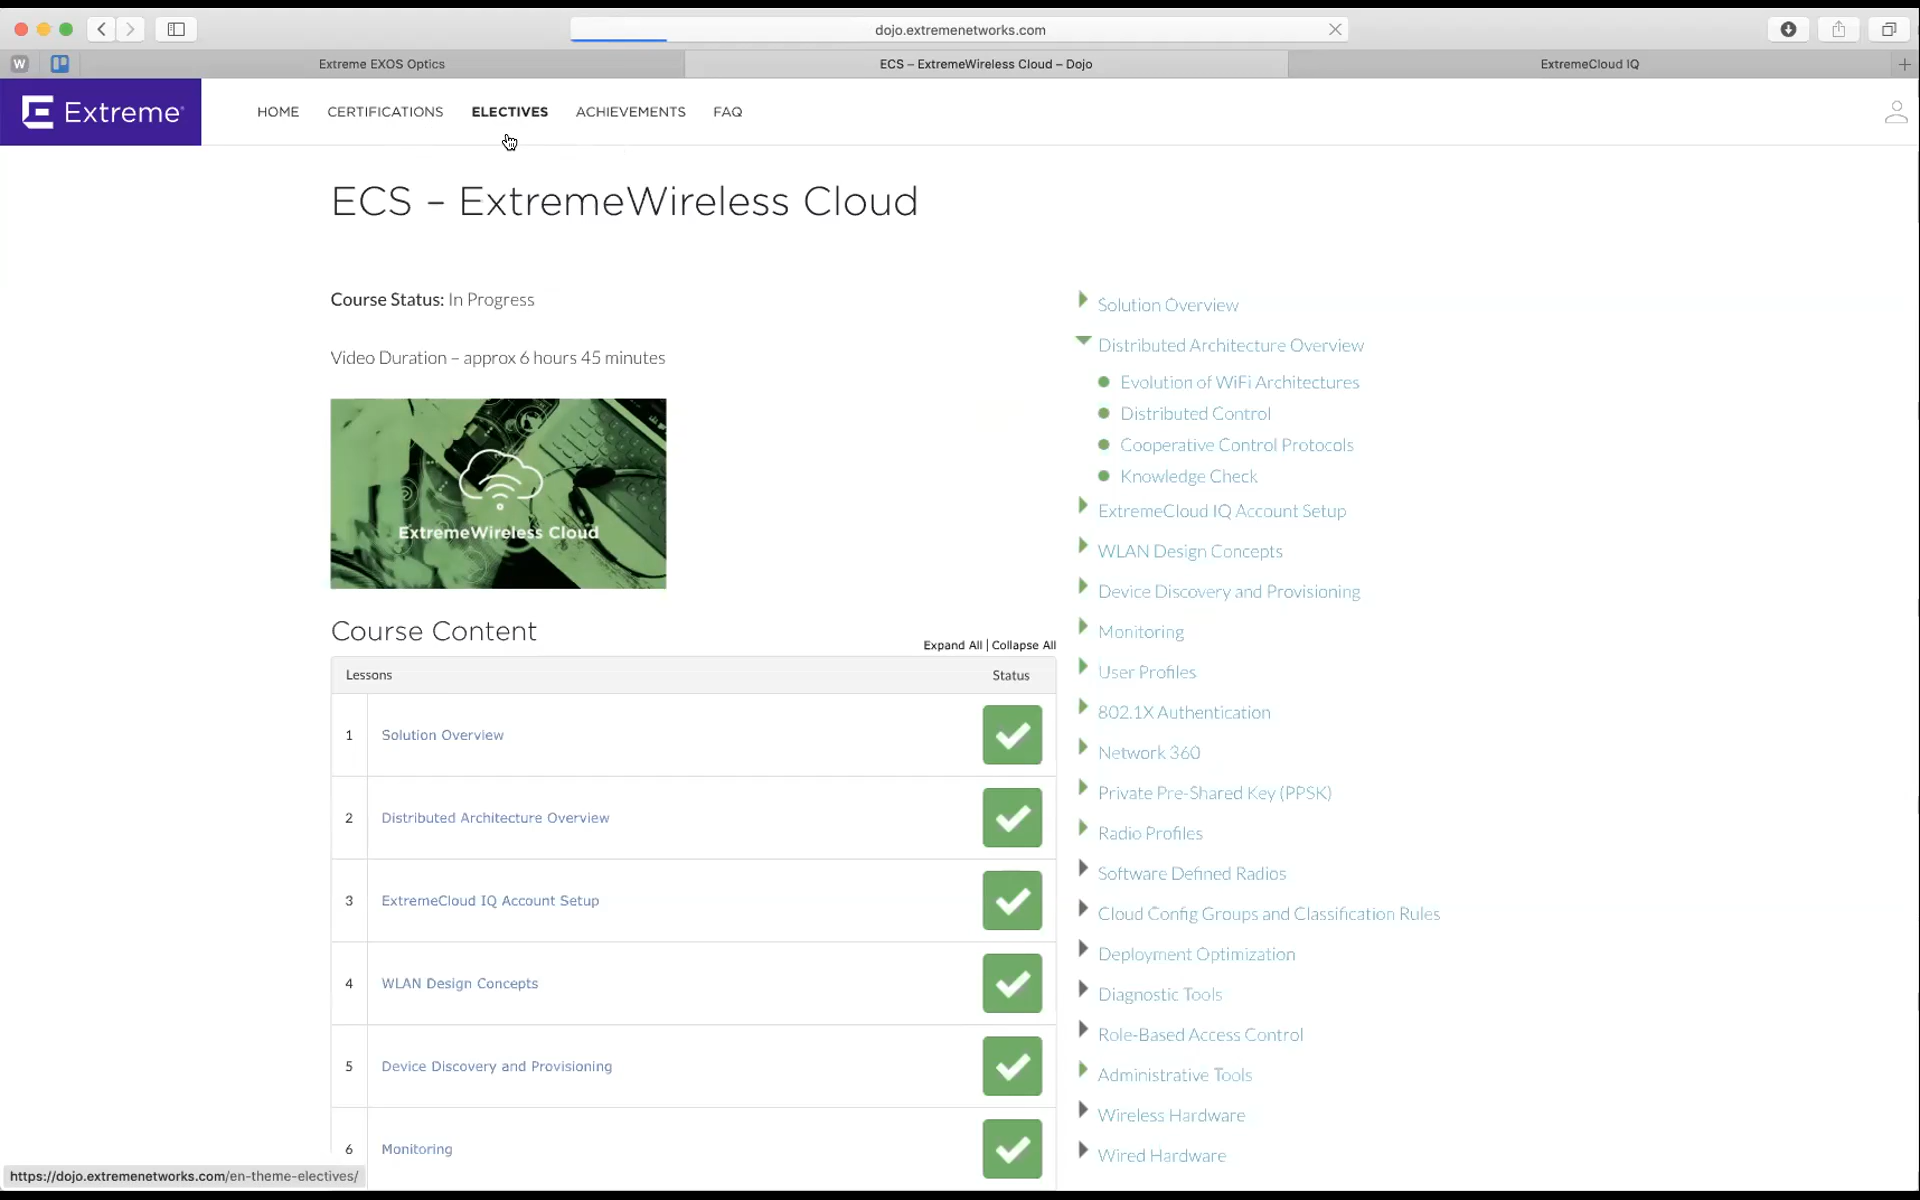 dojo.extremenetworks.com
W
Extreme EXOS Optics
ECS – ExtremeWireless Cloud – Dojo
ExtremeCloud IQ
Extreme
HOME
CERTIFICATIONS
ELECTIVES
ACHIEVEMENTS
FAQ
ECS – ExtremeWireless Cloud
Course Status: In Progress
Video Duration – approx 6 hours 45 minutes
ExtremeWireless Cloud
Course Content
Expand All | Collapse All
Lessons
Status
1 Solution Overview
2 Distributed Architecture Overview
3 ExtremeCloud IQ Account Setup
4 WLAN Design Concepts
5 Device Discovery and Provisioning
6 Monitoring
Solution Overview
Distributed Architecture Overview
Evolution of WiFi Architectures
Distributed Control
Cooperative Control Protocols
Knowledge Check
ExtremeCloud IQ Account Setup
WLAN Design Concepts
Device Discovery and Provisioning
Monitoring
User Profiles
802.1X Authentication
Network 360
Private Pre-Shared Key (PPSK)
Radio Profiles
Software Defined Radios
Cloud Config Groups and Classification Rules
Deployment Optimization
Diagnostic Tools
Role-Based Access Control
Administrative Tools
Wireless Hardware
Wired Hardware
https://dojo.extremenetworks.com/en-theme-electives/